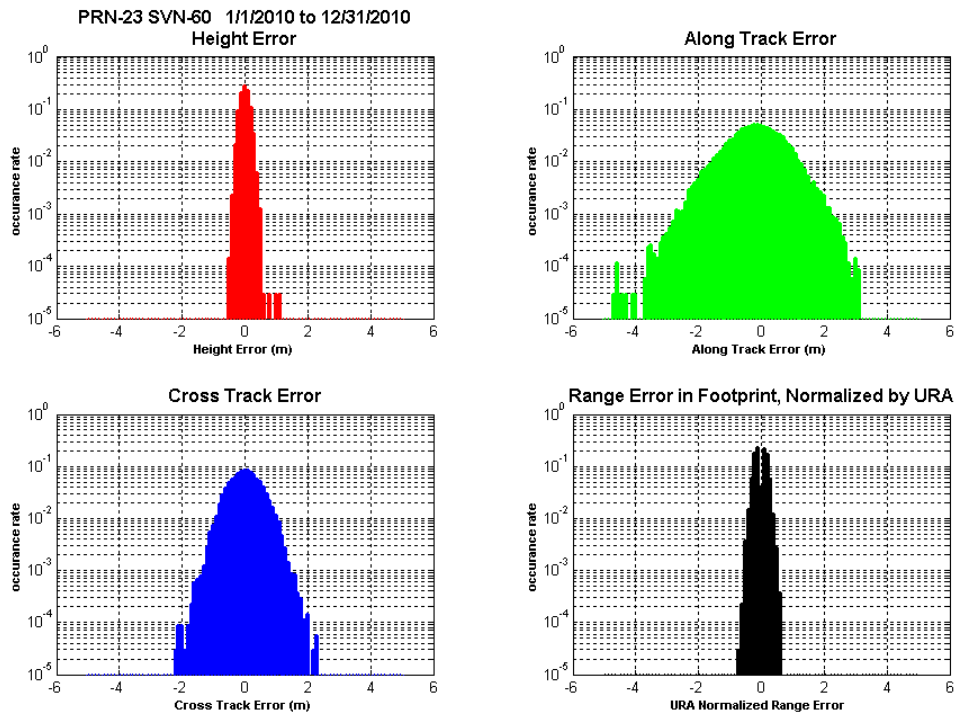 PRN-23 SVN-60 1/1/2010 to 12/31/2010
Height Error
10^0
10^-1
10^-2
10^-3
10^-4
10^-5
occurance rate
-6 -4 -2 0 2 4 6
Height Error (m)
Along Track Error
10^0
10^-1
10^-2
10^-3
10^-4
10^-5
occurance rate
-6 -4 -2 0 2 4 6
Along Track Error (m)
Cross Track Error
10^0
10^-1
10^-2
10^-3
10^-4
10^-5
occurance rate
-6 -4 -2 0 2 4 6
Cross Track Error (m)
Range Error in Footprint, Normalized by URA
10^0
10^-1
10^-2
10^-3
10^-4
10^-5
occurance rate
-6 -4 -2 0 2 4 6
URA Normalized Range Error